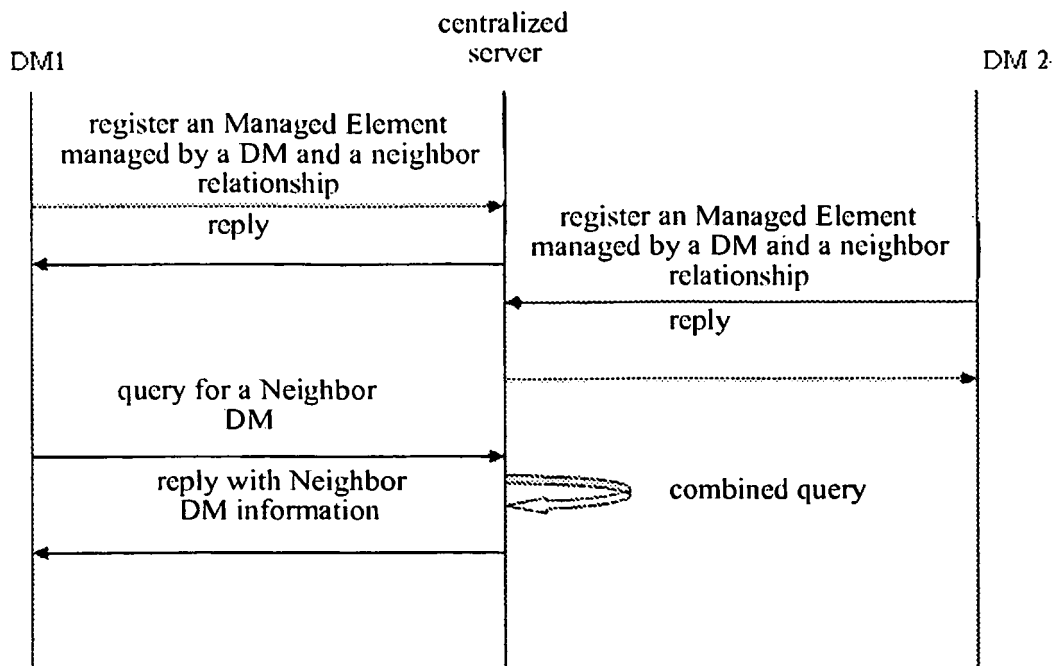 centralized
server
DM1
DM 2
register an Managed Element
managed by a DM and a neighbor
relationship
reply
register an Managed Element
managed by a DM and a neighbor
relationship
reply
query for a Neighbor
DM
reply with Neighbor
DM information
combined query